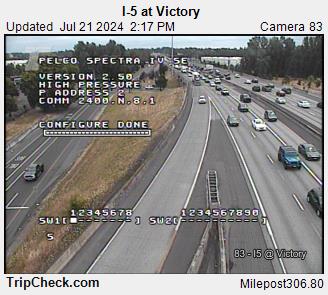 I-5 at Victory
Updated Jul 21 2024 2:17 PM Camera 83
PELCO SPECTRA IV SE
VERSION 2.50
HIGH PRESSURE
P ADDRESS 2
COMM 2400,N,8,1
CONFIGURE DONE
12345678 1234567890
SW1[ ] SW2[ ]
S
83 - I5 @ Victory
TripCheck.com Milepost306.80